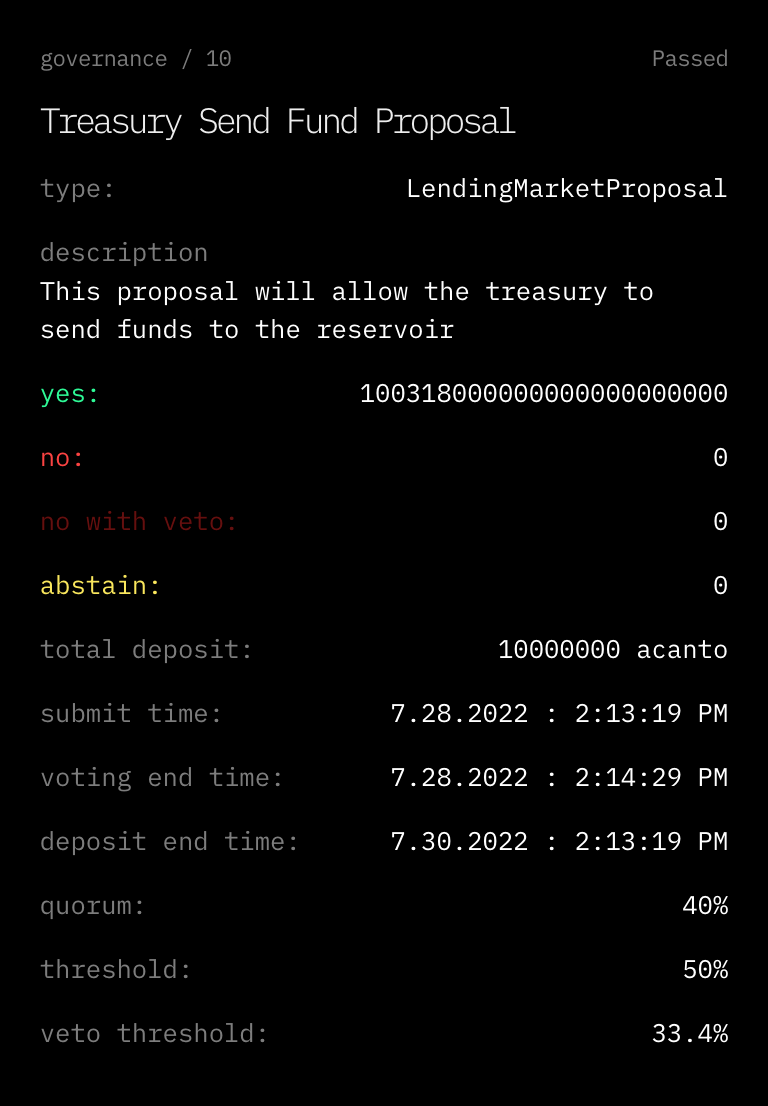 governance / 10
Passed
Treasury Send Fund Proposal
type: LendingMarketProposal
description
This proposal will allow the treasury to
send funds to the reservoir
yes: 100318000000000000000000
no: 0
no with veto: 0
abstain: 0
total deposit: 10000000 acanto
submit time: 7.28.2022 : 2:13:19 PM
voting end time: 7.28.2022 : 2:14:29 PM
deposit end time: 7.30.2022 : 2:13:19 PM
quorum: 40%
threshold: 50%
veto threshold: 33.4%